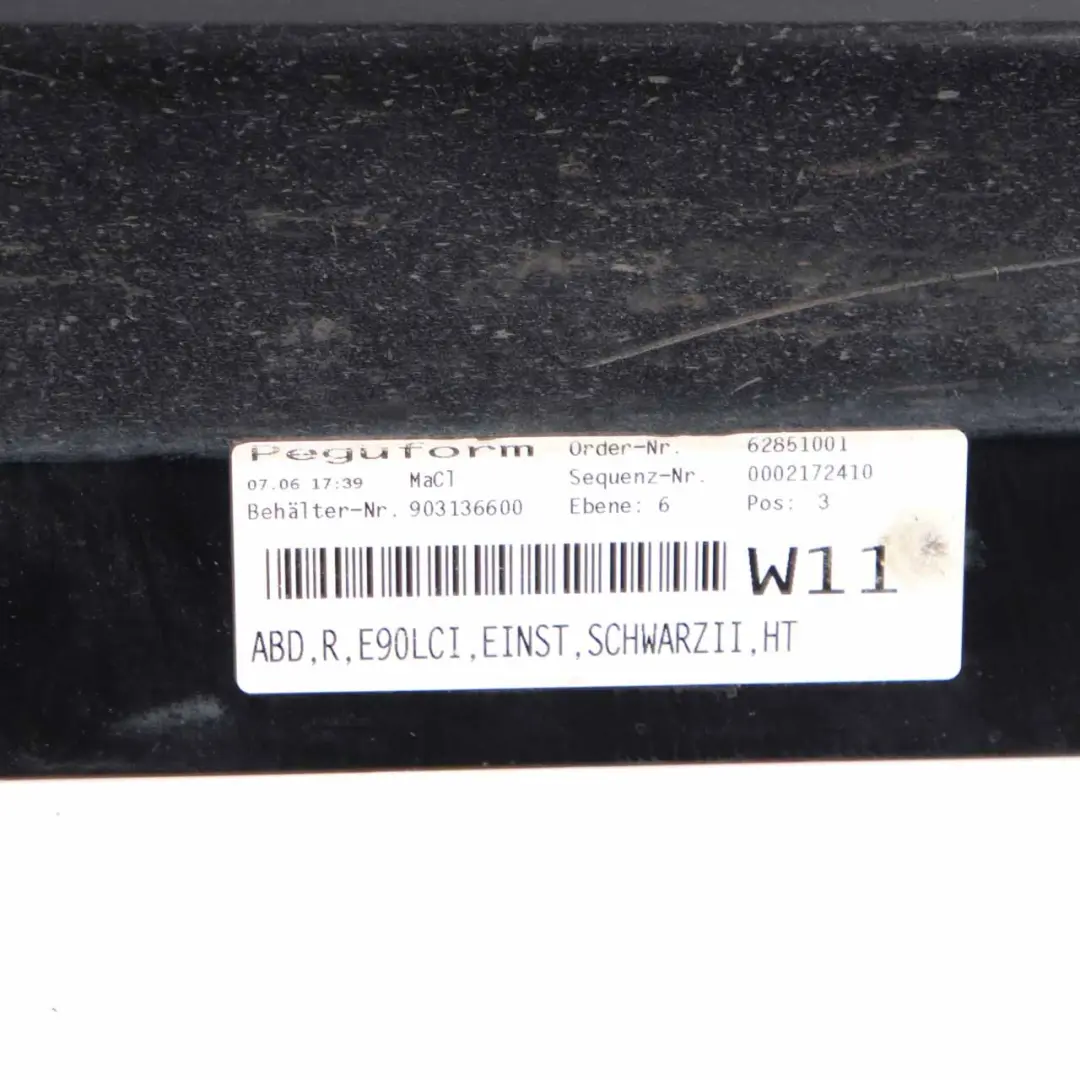 Peguform Order-Nr. 62851001
07.06 17:39 MaCl Sequenz-Nr. 0002172410
Behälter-Nr. 903136600 Ebene: 6 Pos: 3
W11
ABD,R,E90LCI,EINST,SCHWARZII,HT